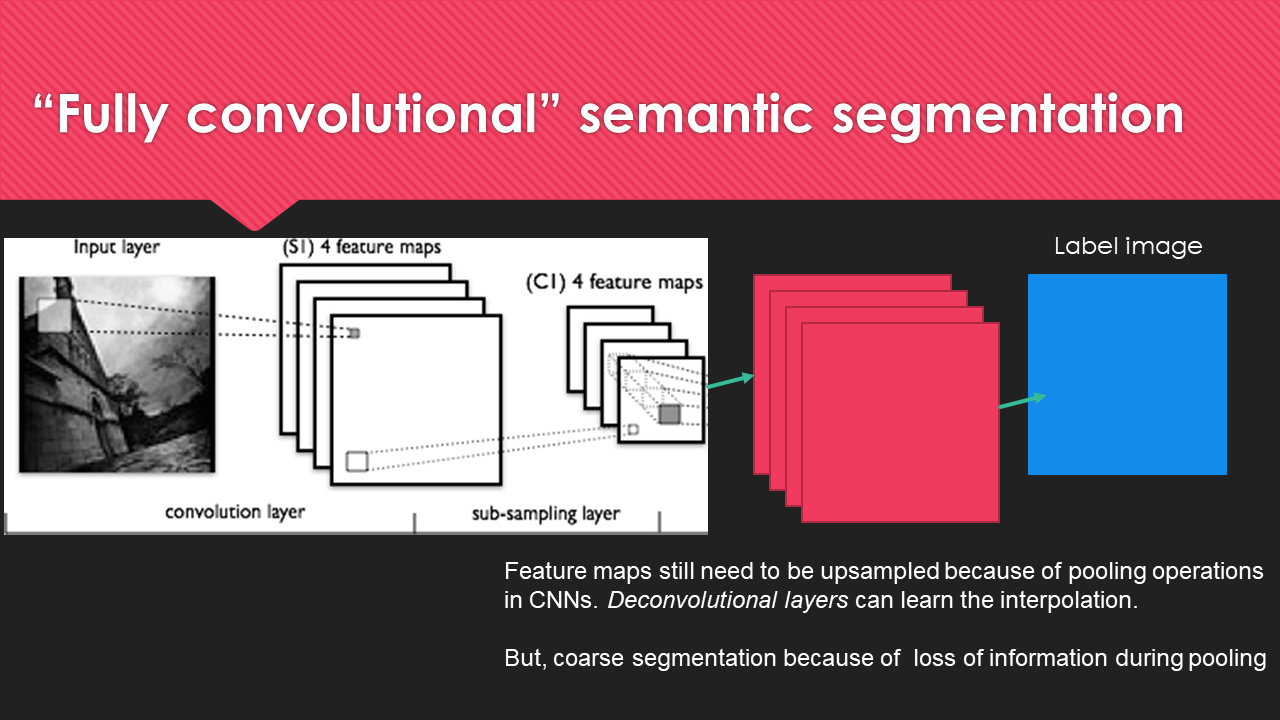 “Fully convolutional” semantic segmentation
Input layer
(S1) 4 feature maps
(C1) 4 feature maps
convolution layer
sub-sampling layer
Label image
Feature maps still need to be upsampled because of pooling operations
in CNNs. Deconvolutional layers can learn the interpolation.
But, coarse segmentation because of  loss of information during pooling